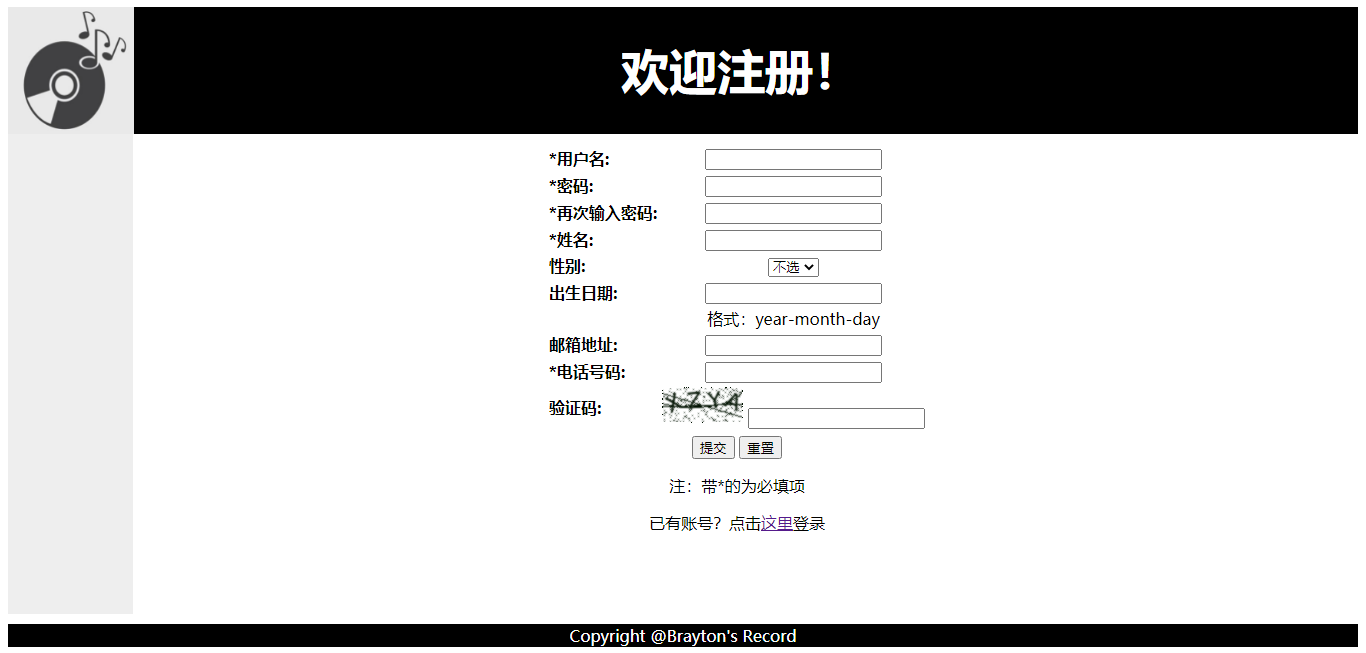 欢迎注册!
*用户名:
*密码:
*再次输入密码:
*姓名:
性别: 不选
出生日期:
格式：year-month-day
邮箱地址:
*电话号码:
验证码:
提交 重置
注：带*的为必填项
已有账号？点击这里登录
Copyright @Brayton's Record